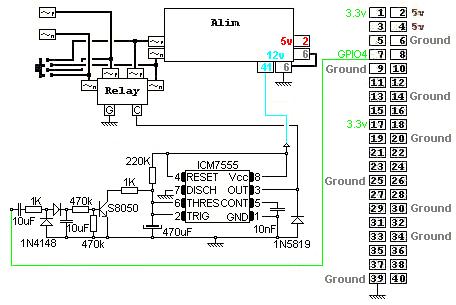 Alim
3.3v 1 2 5v
3 4 5v
5v 2
5 6 Ground
6
12v
GPIO4 7 8
41 6
Ground 9 10
Relay
11 12
13 14 Ground
G C
15 16
3.3v 17 18
19 20 Ground
220K ICM7555
21 22
4 RESET Vcc 8
23 24
1K 7 DISCH OUT 3
Ground 25 26
6 THRES CONT 5
27 28
1K 470k S8050
2 TRIG GND 1
29 30 Ground
10uF 10uF
31 32
470uF 10nF
33 34 Ground
1N4148 470k 1N5819
35 36
37 38
Ground 39 40